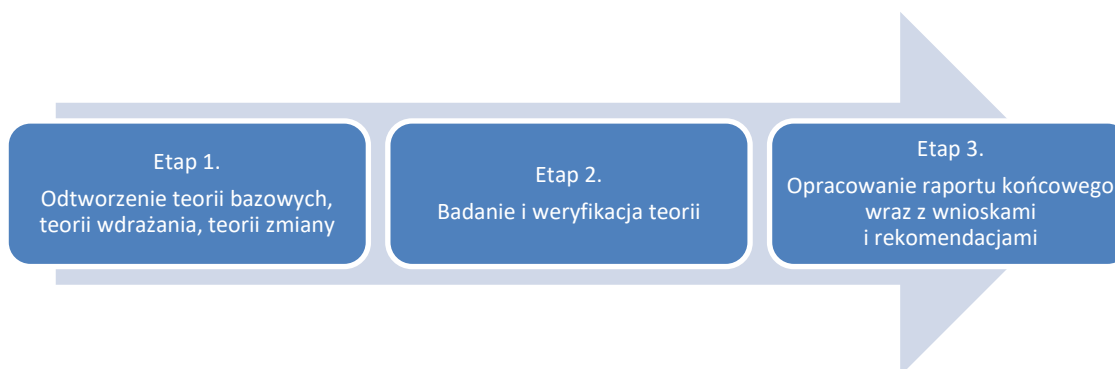 Etap 1.
Odtworzenie teorii bazowych,
teorii wdrażania, teorii zmiany
Etap 2.
Badanie i weryfikacja teorii
Etap 3.
Opracowanie raportu końcowego
wraz z wnioskami
i rekomendacjami